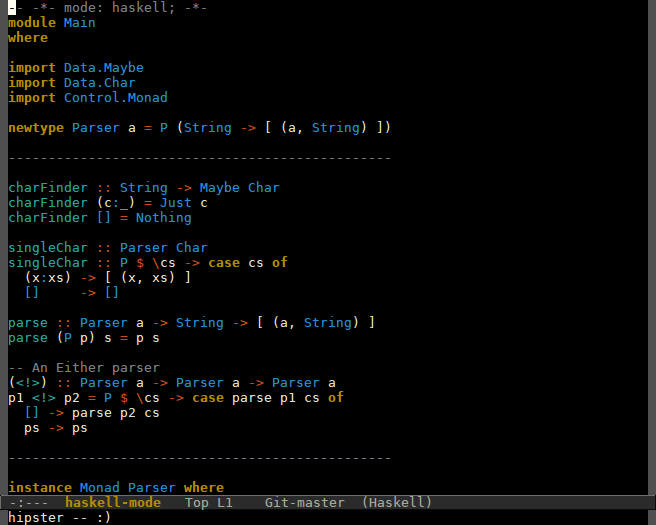 -- -*- mode: haskell; -*-
module Main
where
import Data.Maybe
import Data.Char
import Control.Monad
newtype Parser a = P (String -> [ (a, String) ])
------------------------------------------------
charFinder :: String -> Maybe Char
charFinder (c:_) = Just c
charFinder [] = Nothing
singleChar :: Parser Char
singleChar :: P $ \cs -> case cs of
  (x:xs) -> [ (x, xs) ]
  []     -> []
parse :: Parser a -> String -> [ (a, String) ]
parse (P p) s = p s
-- An Either parser
(<!>) :: Parser a -> Parser a -> Parser a
p1 <!> p2 = P $ \cs -> case parse p1 cs of
  [] -> parse p2 cs
  ps -> ps
------------------------------------------------
instance Monad Parser where
-:---  haskell-mode   Top L1    Git-master  (Haskell)
hipster -- :)